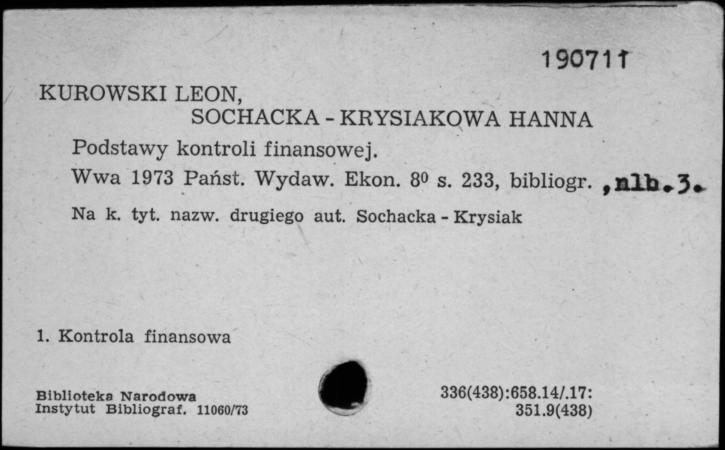 190711
KUROWSKI LEON,
SOCHACKA - KRYSIAKOWA HANNA
Podstawy kontroli finansowej.
Wwa 1973 Państ. Wydaw. Ekon. 8⁰ s. 233, bibliogr. ,nlb.3.
Na k. tyt. nazw. drugiego aut. Sochacka - Krysiak
1. Kontrola finansowa
Biblioteka Narodowa
Instytut Bibliograf. 11060/73
336(438):658.14/.17:
351.9(438)